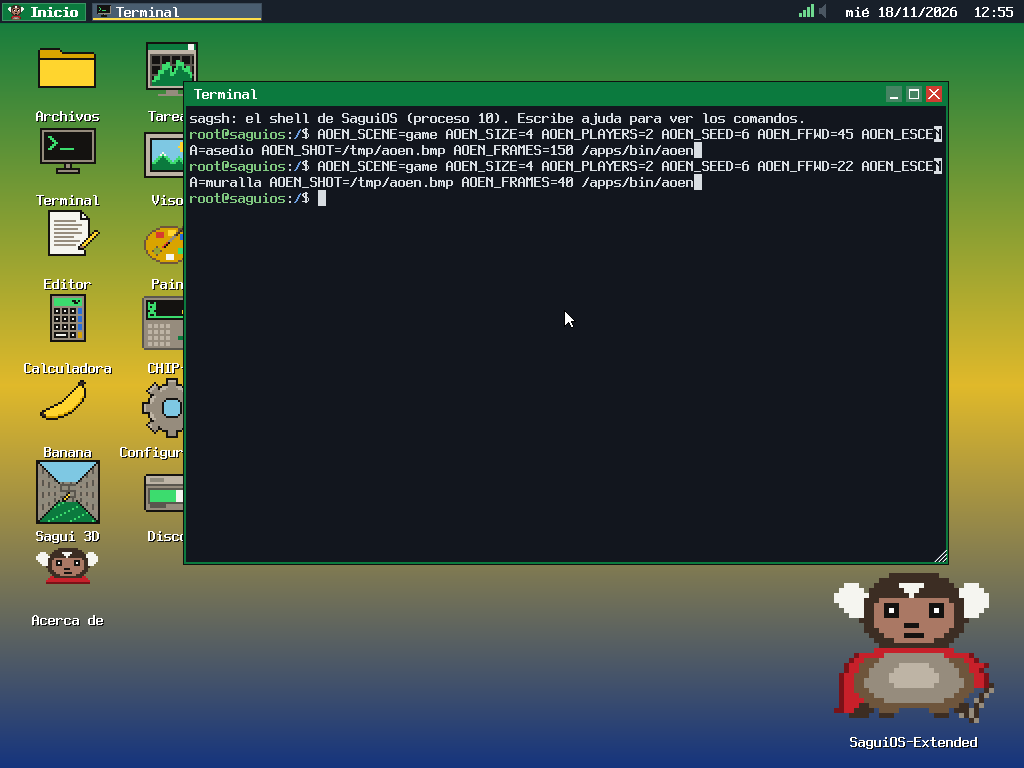 Inicio
Terminal
mié 18/11/2026 12:55
Archivos
Tarea
Terminal
Viso
Editor
Pain
Calculadora
CHIP-
Banana
Configur
Sagui 3D
Disco
Acerca de
Terminal
sagsh: el shell de SaguiOS (proceso 10). Escribe ajuda para ver los comandos.
root@saguios:/$ AOEN_SCENE=game AOEN_SIZE=4 AOEN_PLAYERS=2 AOEN_SEED=6 AOEN_FFWD=45 AOEN_ESCEN
A=asedio AOEN_SHOT=/tmp/aoen.bmp AOEN_FRAMES=150 /apps/bin/aoen
root@saguios:/$ AOEN_SCENE=game AOEN_SIZE=4 AOEN_PLAYERS=2 AOEN_SEED=6 AOEN_FFWD=22 AOEN_ESCEN
A=muralla AOEN_SHOT=/tmp/aoen.bmp AOEN_FRAMES=40 /apps/bin/aoen
root@saguios:/$
SaguiOS-Extended